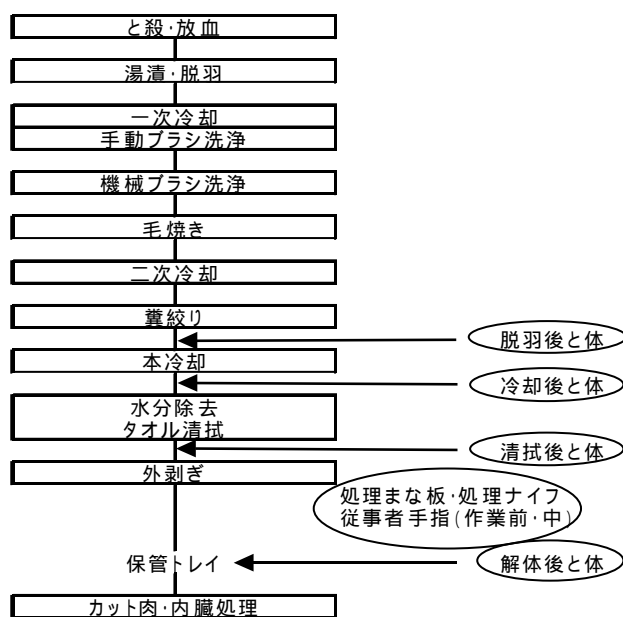 と殺・放血
湯漬・脱羽
一次冷却
手動ブラシ洗浄
機械ブラシ洗浄
毛焼き
二次冷却
糞絞り
脱羽後と体
本冷却
冷却後と体
水分除去
タオル清拭
清拭後と体
外剥ぎ
処理まな板・処理ナイフ
従事者手指(作業前・中)
保管トレイ
解体後と体
カット肉・内臓処理